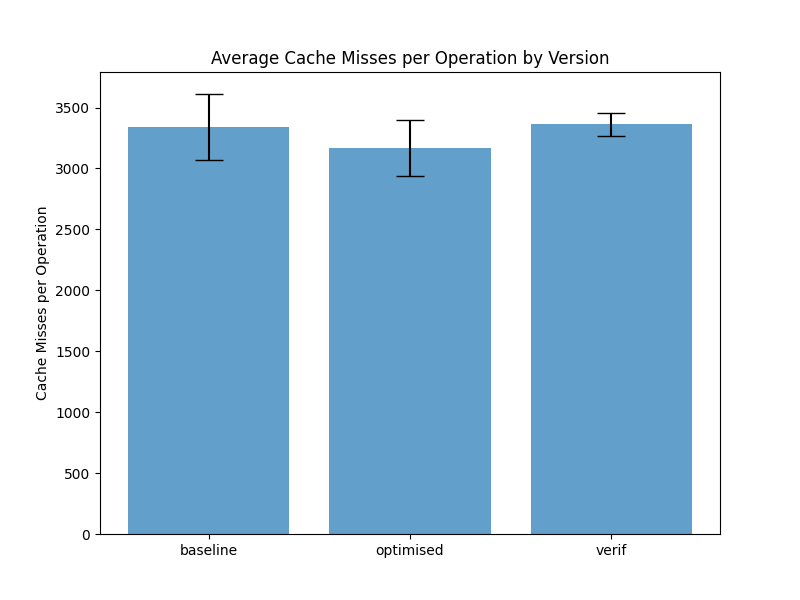 Average Cache Misses per Operation by Version
Cache Misses per Operation
3500
3000
2500
2000
1500
1000
500
0
baseline
optimised
verif